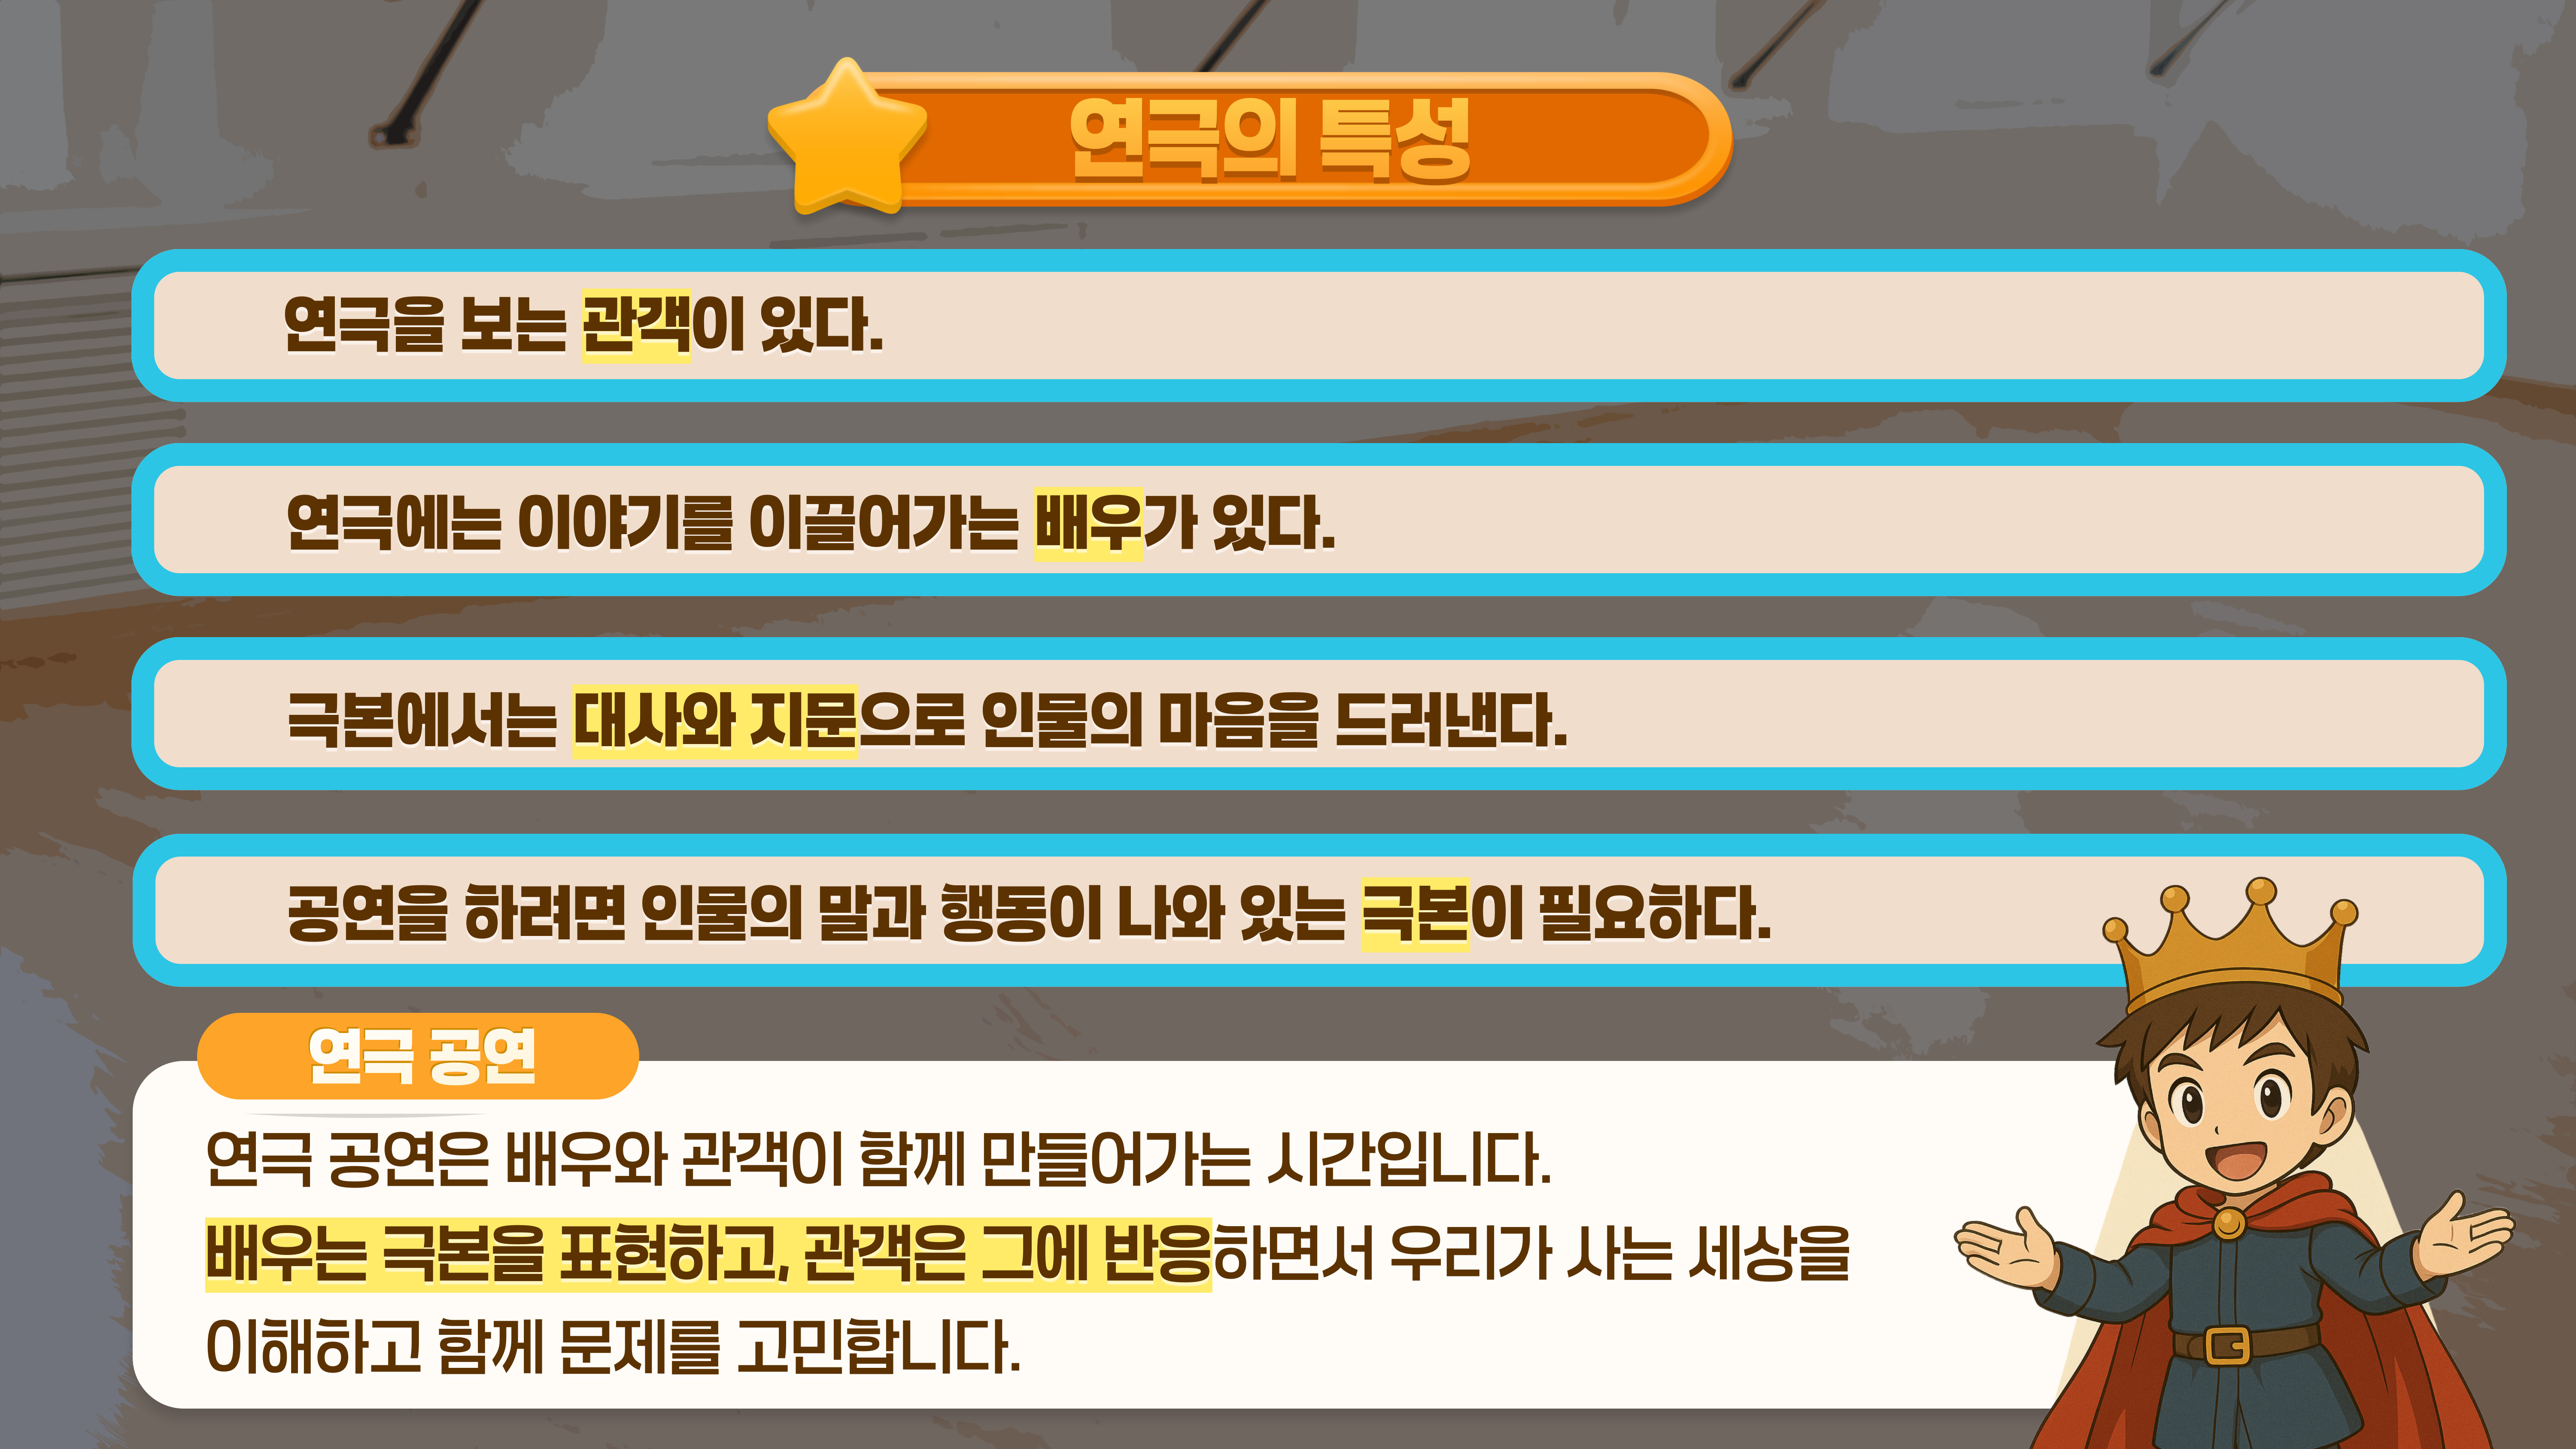 연극의 특성
연극을 보는 관객이 있다.
연극에는 이야기를 이끌어가는 배우가 있다.
극본에서는 대사와 지문으로 인물의 마음을 드러낸다.
공연을 하려면 인물의 말과 행동이 나와 있는 극본이 필요하다.
연극 공연
연극 공연은 배우와 관객이 함께 만들어가는 시간입니다.
배우는 극본을 표현하고, 관객은 그에 반응하면서 우리가 사는 세상을
이해하고 함께 문제를 고민합니다.